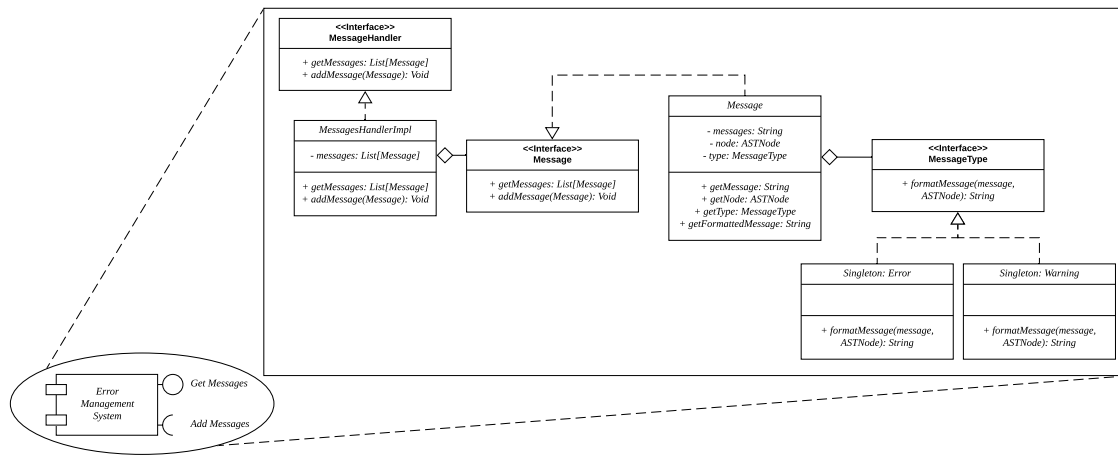 <<Interface>>
MessageHandler
+ getMessages: List[Message]
+ addMessage(Message): Void
MessagesHandlerImpl
- messages: List[Message]
+ getMessages: List[Message]
+ addMessage(Message): Void
<<Interface>>
Message
+ getMessages: List[Message]
+ addMessage(Message): Void
Message
- messages: String
- node: ASTNode
- type: MessageType
+ getMessage: String
+ getNode: ASTNode
+ getType: MessageType
+ getFormattedMessage: String
<<Interface>>
MessageType
+ formatMessage(message,
ASTNode): String
Singleton: Error
+ formatMessage(message,
ASTNode): String
Singleton: Warning
+ formatMessage(message,
ASTNode): String
Error
Management
System
Get Messages
Add Messages